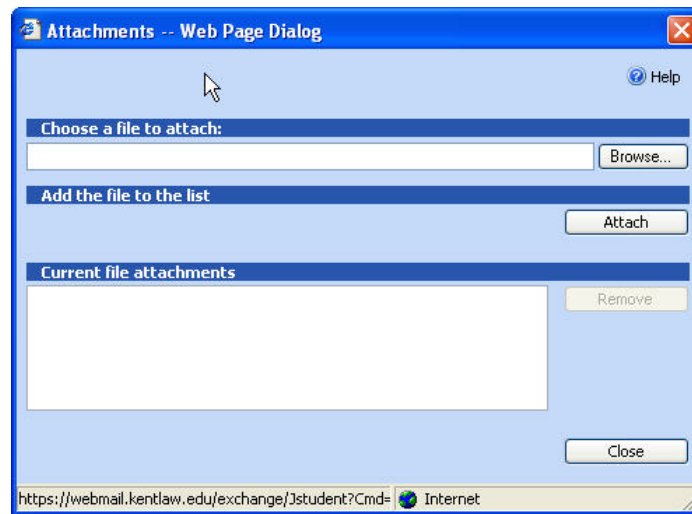 Attachments -- Web Page Dialog
Help
Choose a file to attach:
Browse...
Add the file to the list
Attach
Current file attachments
Remove
Close
https://webmail.kentlaw.edu/exchange/Jstudent?Cmd= Internet